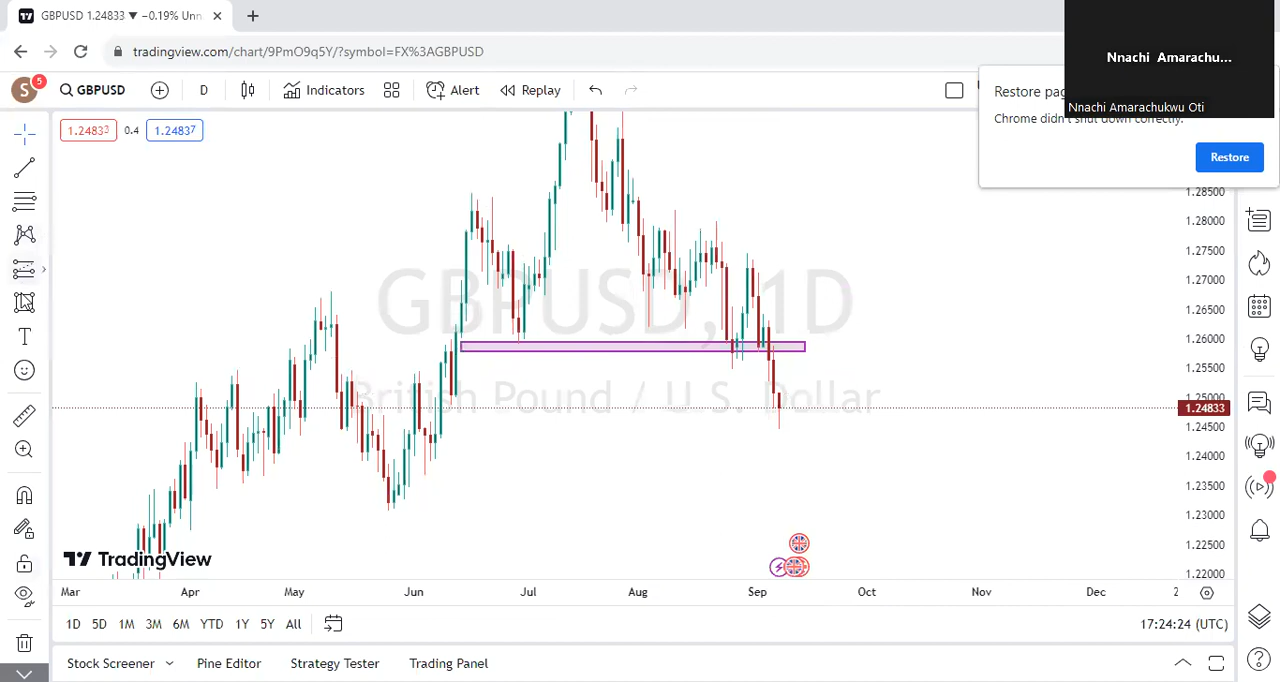 GBPUSD 1.24833 ▼ −0.19% Unn
tradingview.com/chart/9PmO9q5Y/?symbol=FX%3AGBPUSD
Nnachi Amarachu...
Nnachi Amarachukwu Oti
Restore
Chrome didn't shut down correctly.
Restore
S
5
GBPUSD
D
Indicators
Alert
Replay
1.24833
0.4
1.24837
GBPUSD, 1D
British Pound / U.S. Dollar
1.28500
1.28000
1.27500
1.27000
1.26500
1.26000
1.25500
1.25000
1.24833
1.24500
1.24000
1.23500
1.23000
1.22500
1.22000
TradingView
Mar Apr May Jun Jul Aug Sep Oct Nov Dec 2
1D 5D 1M 3M 6M YTD 1Y 5Y All
17:24:24 (UTC)
Stock Screener Pine Editor Strategy Tester Trading Panel